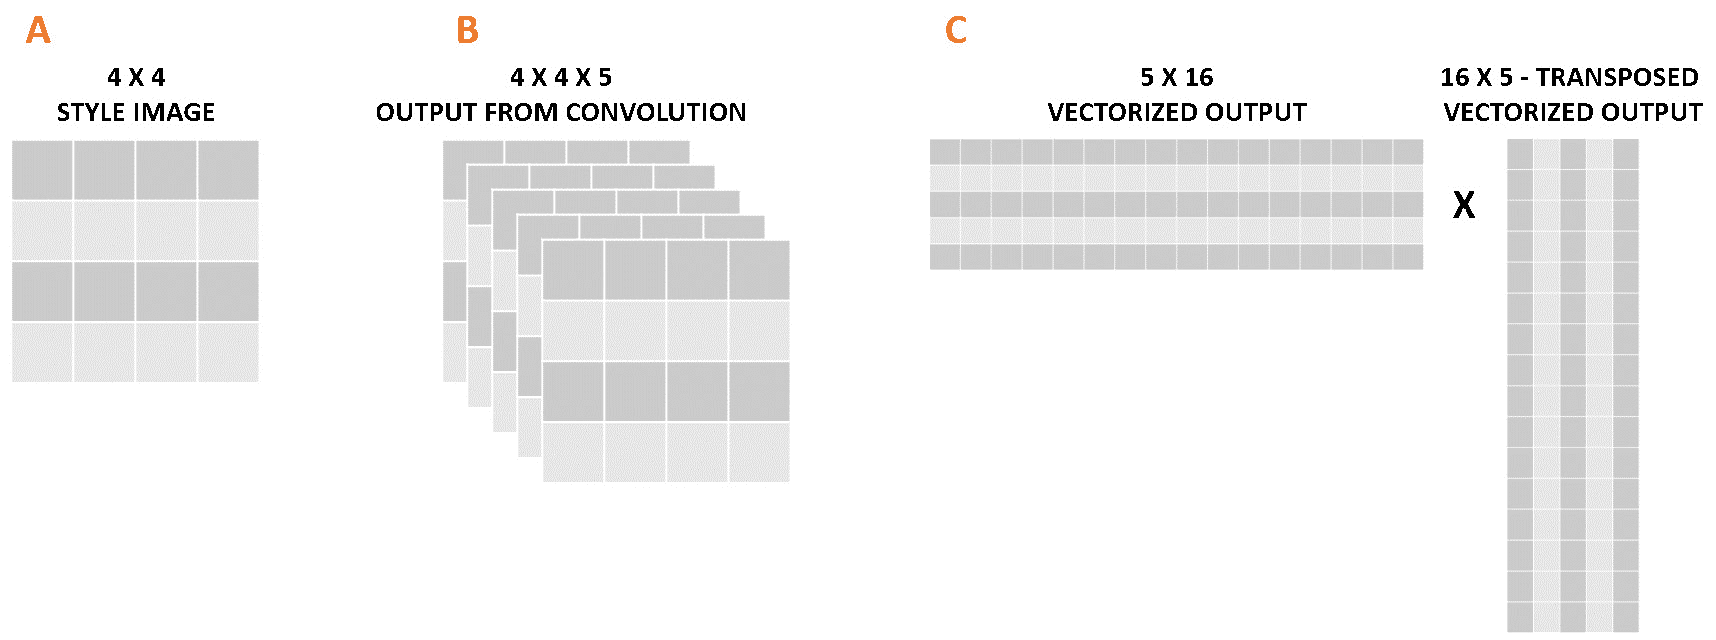 A
B
C
4 X 4
STYLE IMAGE
4 X 4 X 5
OUTPUT FROM CONVOLUTION
5 X 16
VECTORIZED OUTPUT
16 X 5 - TRANSPOSED
VECTORIZED OUTPUT
X